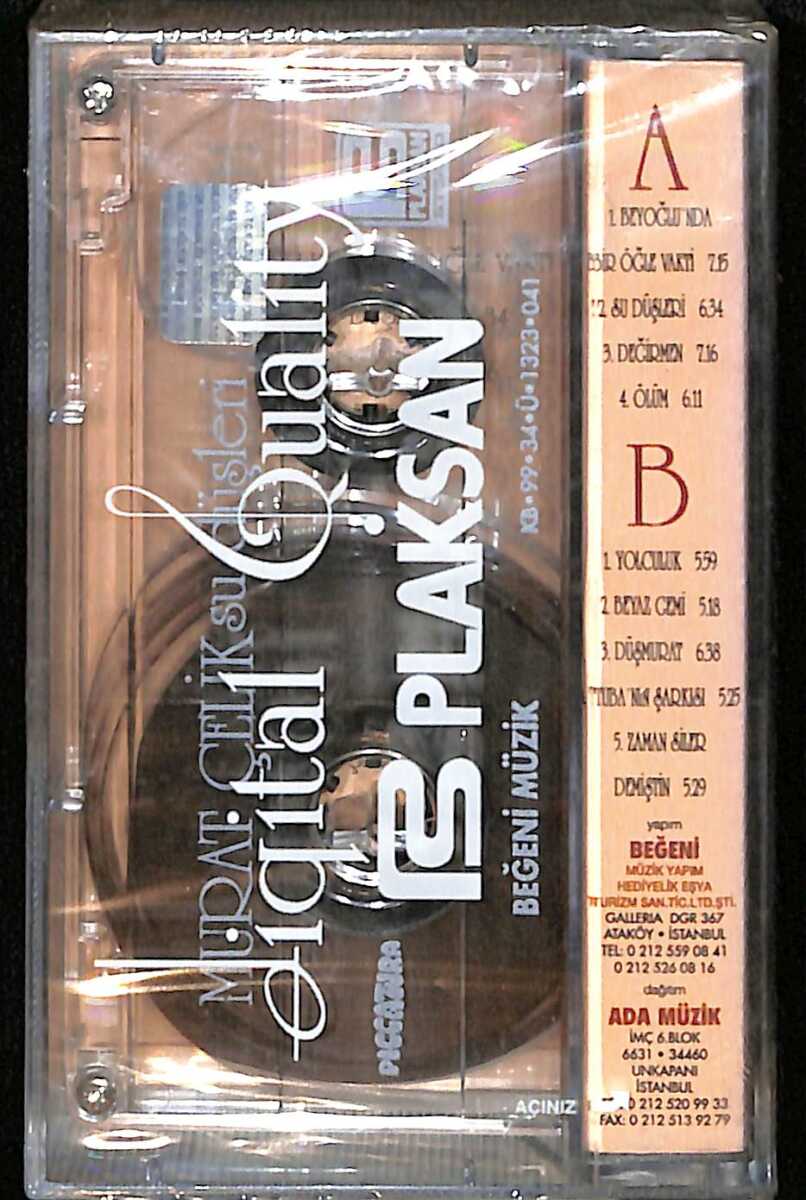 A
1. BEYOĞLU'NDA
BİR ÖĞLE VAKTİ 7.15
2. SU DÜŞLERİ 6.34
3. DEĞİRMEN 7.16
4. ÖLÜM 6.11
B
1. YOLCULUK 5.59
2. BEYAZ GEMİ 5.18
3. DÜŞMURAT 6.38
TUBA'NIN ŞARKISI 5.25
5. ZAMAN SİLER
DEMİŞTİN 5.29
yapım
BEĞENİ
MÜZİK YAPIM
HEDİYELİK EŞYA
TURİZM SAN.TİC.LTD.ŞTİ.
GALLERIA DGR 367
ATAKÖY • İSTANBUL
TEL: 0 212 559 08 41
0 212 526 08 16
dağıtım
ADA MÜZİK
İMÇ 6.BLOK
6631 • 34460
UNKAPANI
İSTANBUL
0 212 520 99 33
FAX: 0 212 513 92 79
MURAT ÇELİK su düşleri
Digital Quality
PLAKSAN
BEĞENİ MÜZİK
KB•99•34•Ü•1323•041
PICCATURA
AÇINIZ